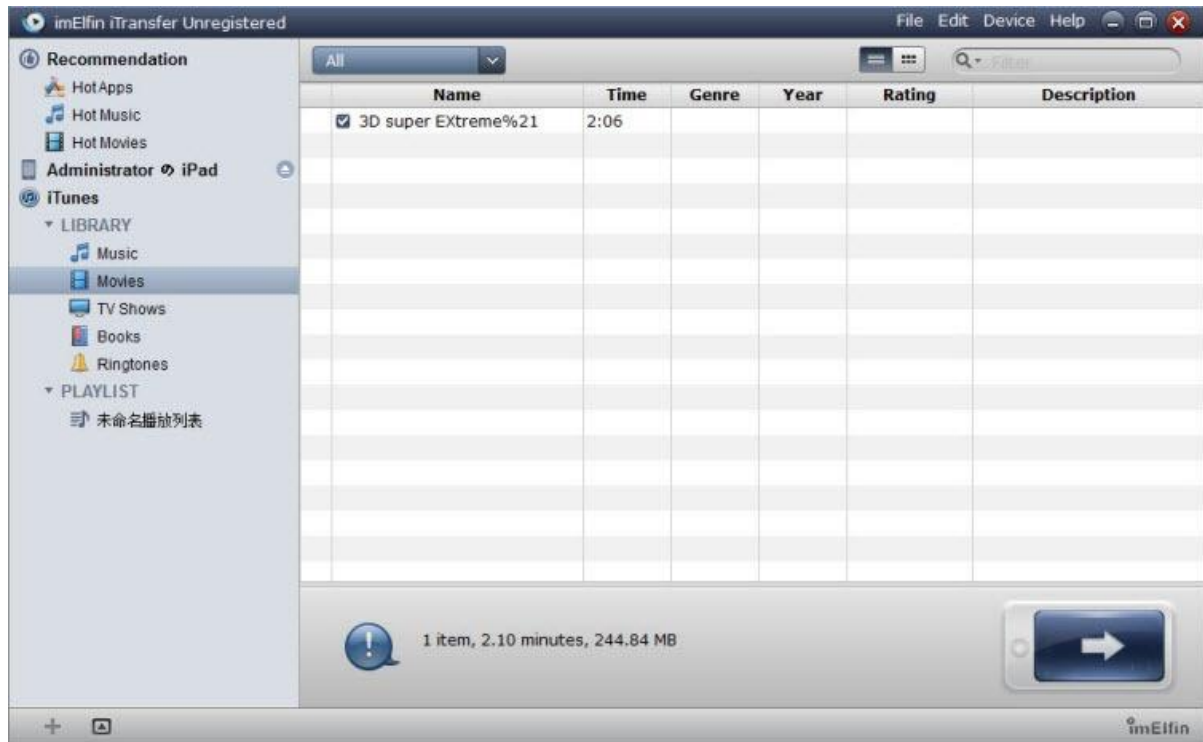 imElfin iTransfer Unregistered
File Edit Device Help
Recommendation
Hot Apps
Hot Music
Hot Movies
Administrator の iPad
iTunes
LIBRARY
Music
Movies
TV Shows
Books
Ringtones
PLAYLIST
未命名播放列表
All
Filter
Name Time Genre Year Rating Description
3D super EXtreme%21 2:06
1 item, 2.10 minutes, 244.84 MB
imElfin